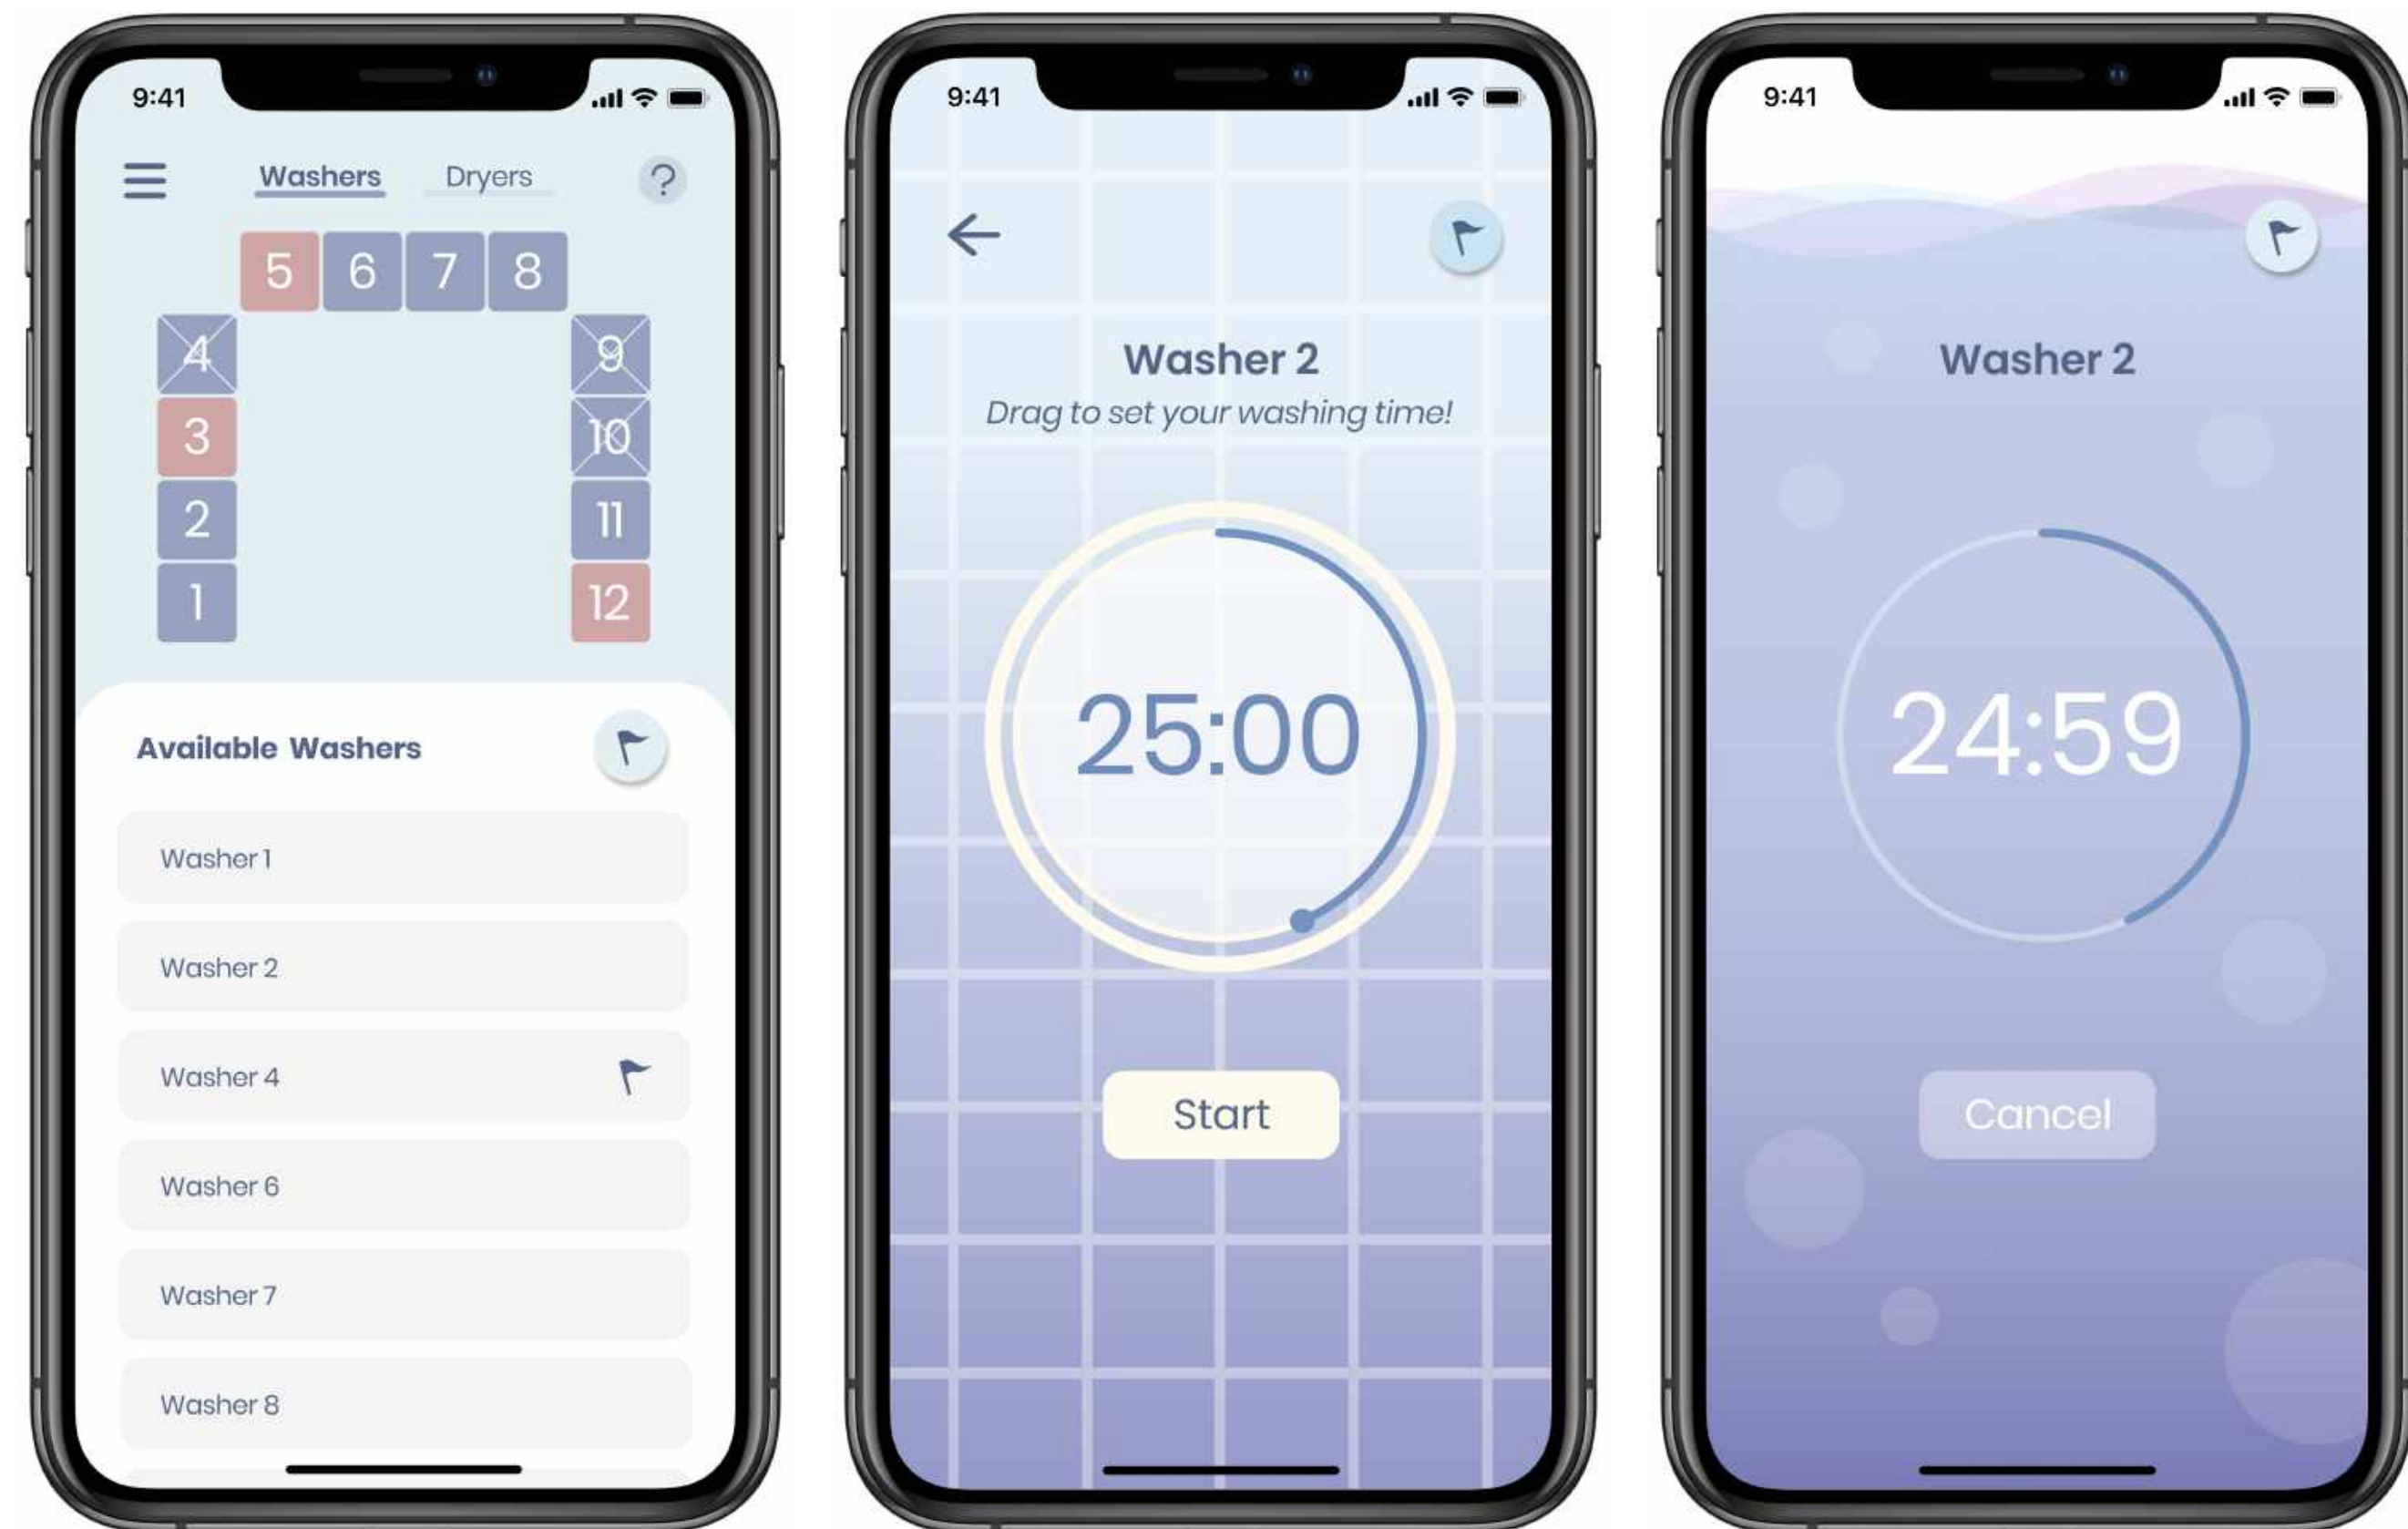 9:41
Washers Dryers ?
5 6 7 8
4 9
3 10
2 11
1 12
Available Washers
Washer 1
Washer 2
Washer 4
Washer 6
Washer 7
Washer 8
9:41
Washer 2
Drag to set your washing time!
25:00
Start
9:41
Washer 2
24:59
Cancel